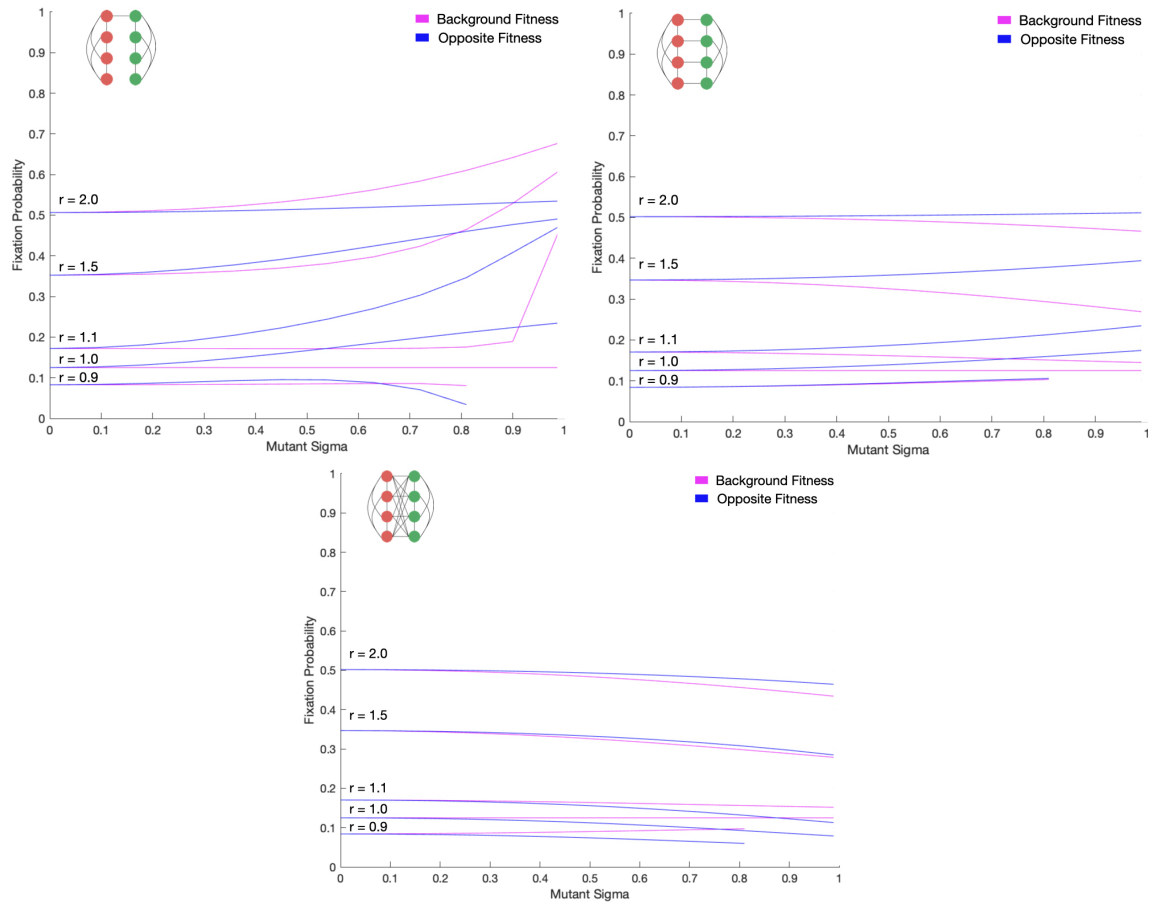 Background Fitness
Opposite Fitness
1
0.9
0.8
0.7
0.6
0.5
0.4
0.3
0.2
0.1
0
Fixation Probability
r = 2.0
r = 1.5
r = 1.1
r = 1.0
r = 0.9
0 0.1 0.2 0.3 0.4 0.5 0.6 0.7 0.8 0.9 1
Mutant Sigma
Background Fitness
Opposite Fitness
1
0.9
0.8
0.7
0.6
0.5
0.4
0.3
0.2
0.1
0
Fixation Probability
r = 2.0
r = 1.5
r = 1.1
r = 1.0
r = 0.9
0 0.1 0.2 0.3 0.4 0.5 0.6 0.7 0.8 0.9 1
Mutant Sigma
Background Fitness
Opposite Fitness
1
0.9
0.8
0.7
0.6
0.5
0.4
0.3
0.2
0.1
0
Fixation Probability
r = 2.0
r = 1.5
r = 1.1
r = 1.0
r = 0.9
0 0.1 0.2 0.3 0.4 0.5 0.6 0.7 0.8 0.9 1
Mutant Sigma